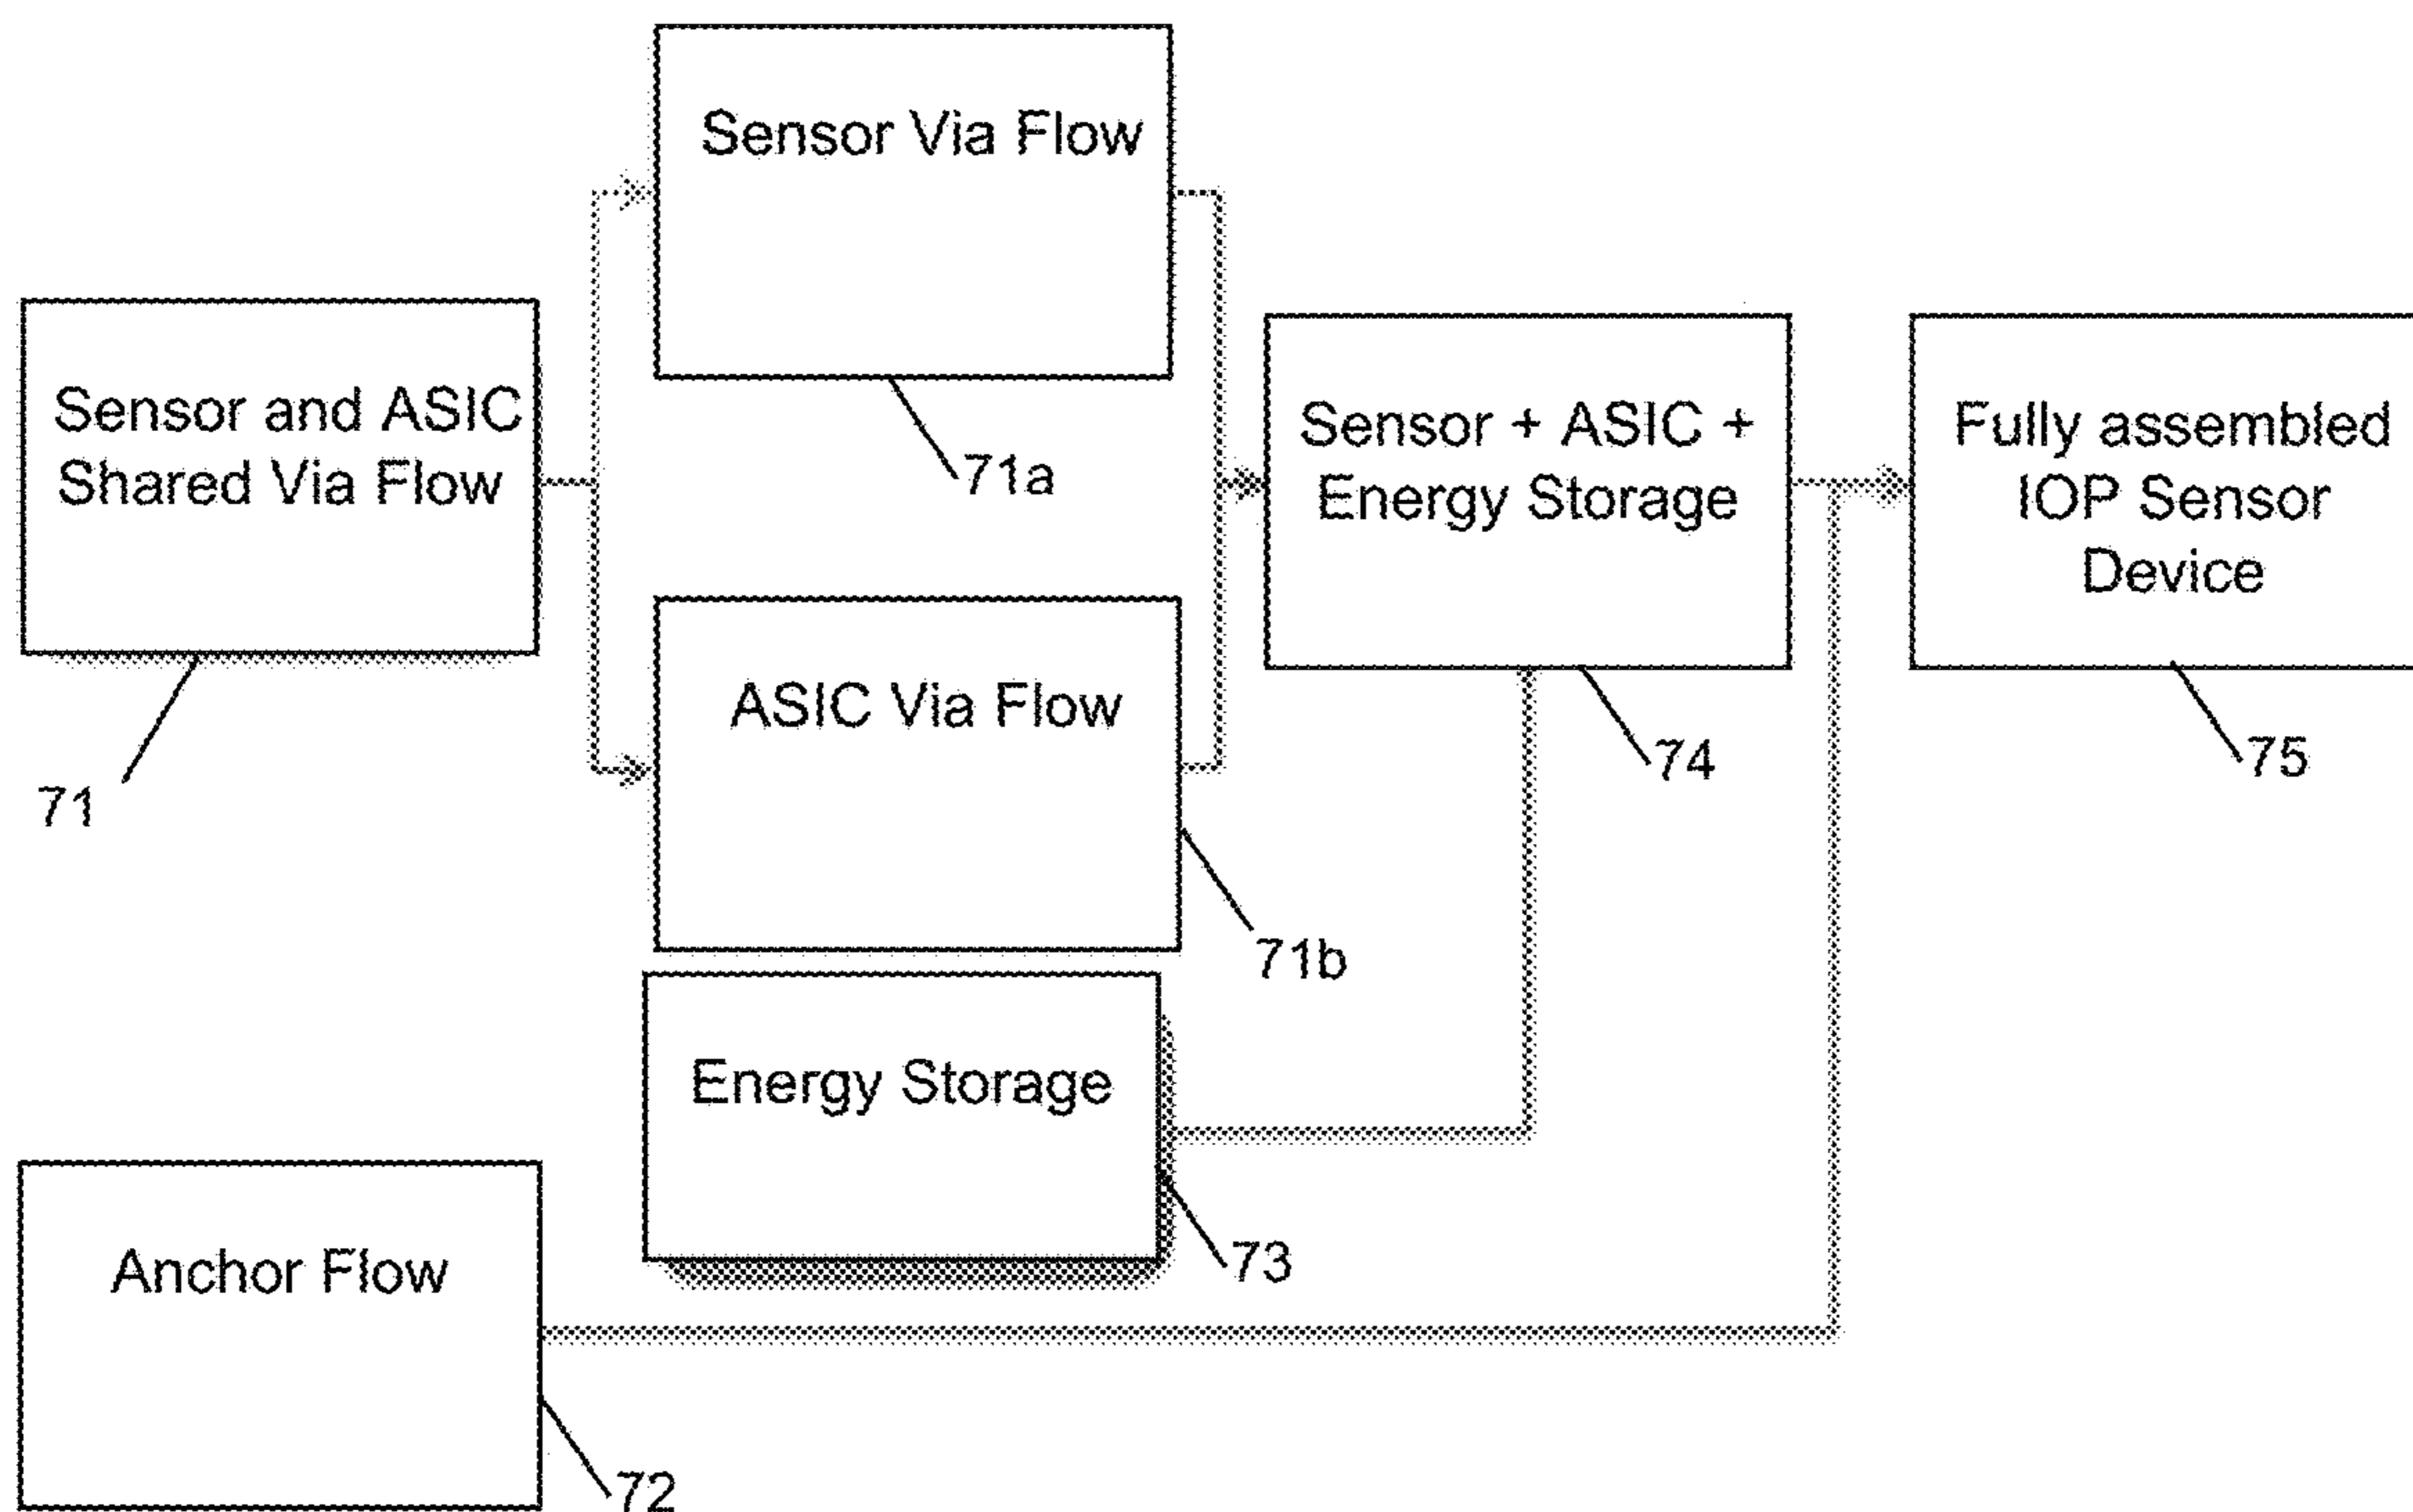 Sensor Via Flow
71a
Sensor and ASIC
Shared Via Flow
71
ASIC Via Flow
71b
Sensor + ASIC +
Energy Storage
74
Fully assembled
IOP Sensor
Device
75
Energy Storage
73
Anchor Flow
72